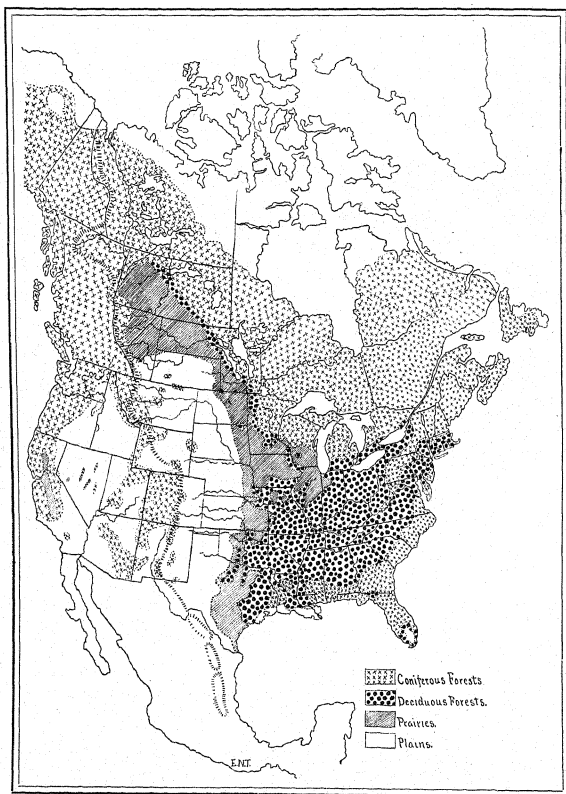 Coniferous Forests
Deciduous Forests.
Prairies.
Plains.
E.N.T.